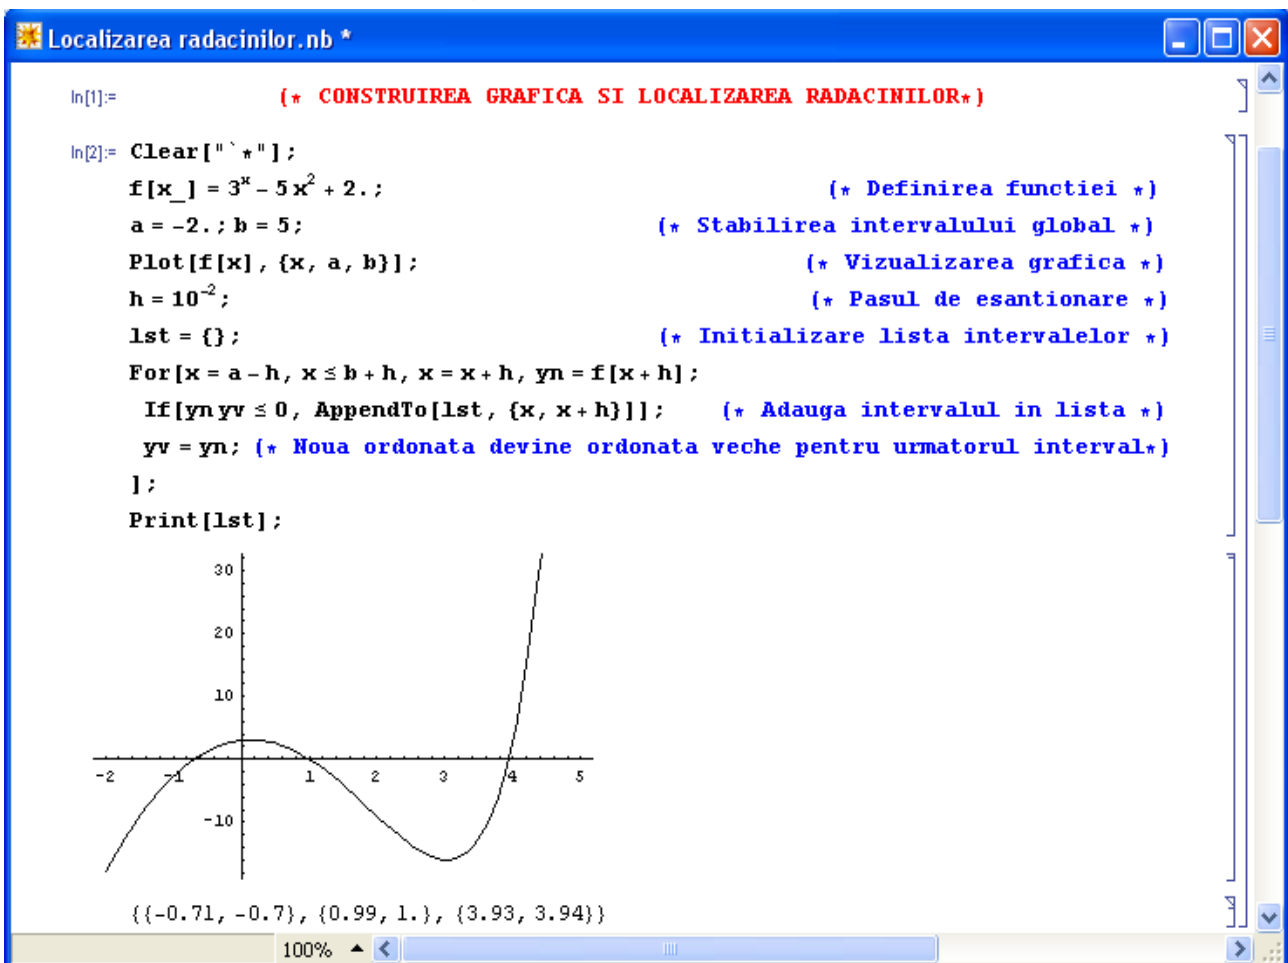 Localizarea radacinilor.nb *
In[1]:= (* CONSTRUIREA GRAFICA SI LOCALIZAREA RADACINILOR*)
In[2]:= Clear["`*"];
f[x_] = 3^x - 5 x^2 + 2.; (* Definirea functiei *)
a = -2.; b = 5; (* Stabilirea intervalului global *)
Plot[f[x], {x, a, b}]; (* Vizualizarea grafica *)
h = 10^-2; (* Pasul de esantionare *)
lst = {}; (* Initializare lista intervalelor *)
For[x = a - h, x ≤ b + h, x = x + h, yn = f[x + h];
If[yn yv ≤ 0, AppendTo[lst, {x, x + h}]]; (* Adauga intervalul in lista *)
yv = yn; (* Noua ordonata devine ordonata veche pentru urmatorul interval*)
];
Print[lst];
30
20
10
-2 -1 1 2 3 4 5
-10
{{-0.71, -0.7}, {0.99, 1.}, {3.93, 3.94}}
100%